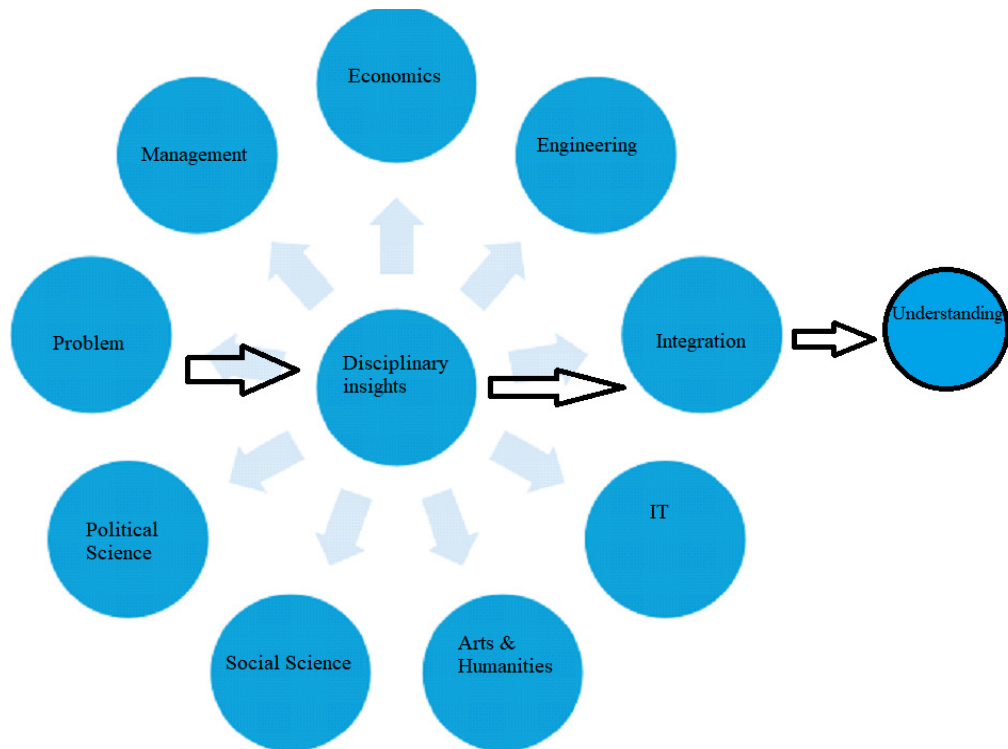 Economics
Management
Engineering
Problem
Disciplinary
insights
Integration
Understanding
Political
Science
IT
Social Science
Arts &
Humanities